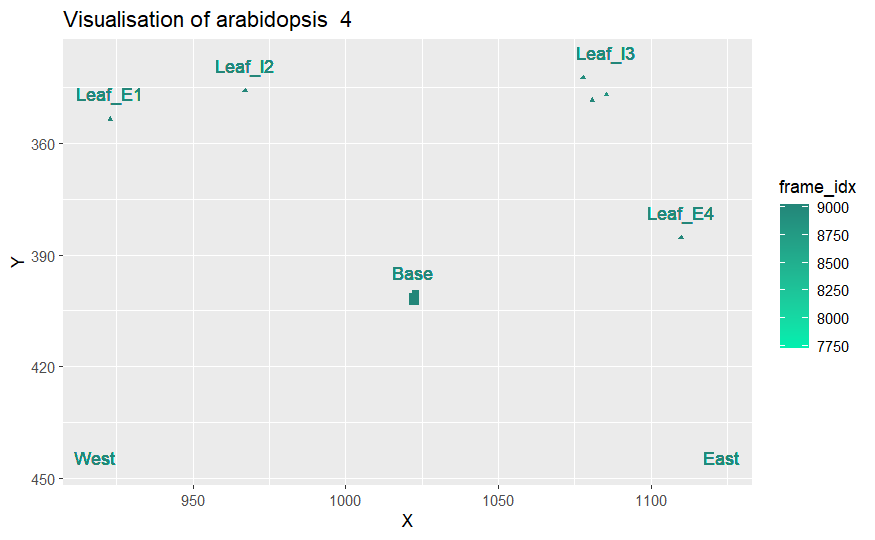 Visualisation of arabidopsis  4
Leaf_E1
Leaf_I2
Leaf_I3
Leaf_E4
Base
West
East
360
390
420
450
Y
950
1000
1050
1100
X
frame_idx
9000
8750
8500
8250
8000
7750